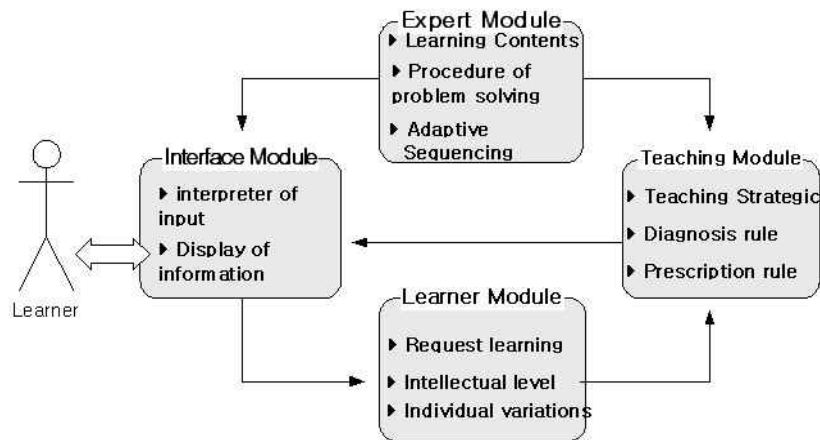 Expert Module
▶ Learning Contents
▶ Procedure of
problem solving
▶ Adaptive
Sequencing
Interface Module
▶ interpreter of
input
▶ Display of
information
Learner
Teaching Module
▶ Teaching Strategic
▶ Diagnosis rule
▶ Prescription rule
Learner Module
▶ Request learning
▶ Intellectual level
▶ Individual variations